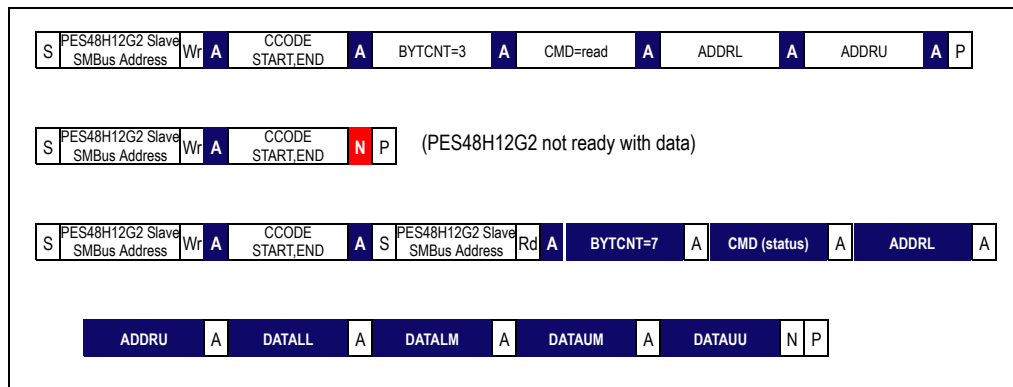 S PES48H12G2 Slave SMBus Address Wr A CCODE START,END A BYTCNT=3 A CMD=read A ADDRL A ADDRU A P
S PES48H12G2 Slave SMBus Address Wr A CCODE START,END N P (PES48H12G2 not ready with data)
S PES48H12G2 Slave SMBus Address Wr A CCODE START,END A S PES48H12G2 Slave SMBus Address Rd A BYTCNT=7 A CMD (status) A ADDRL A
ADDRU A DATALL A DATALM A DATAUM A DATAUU N P